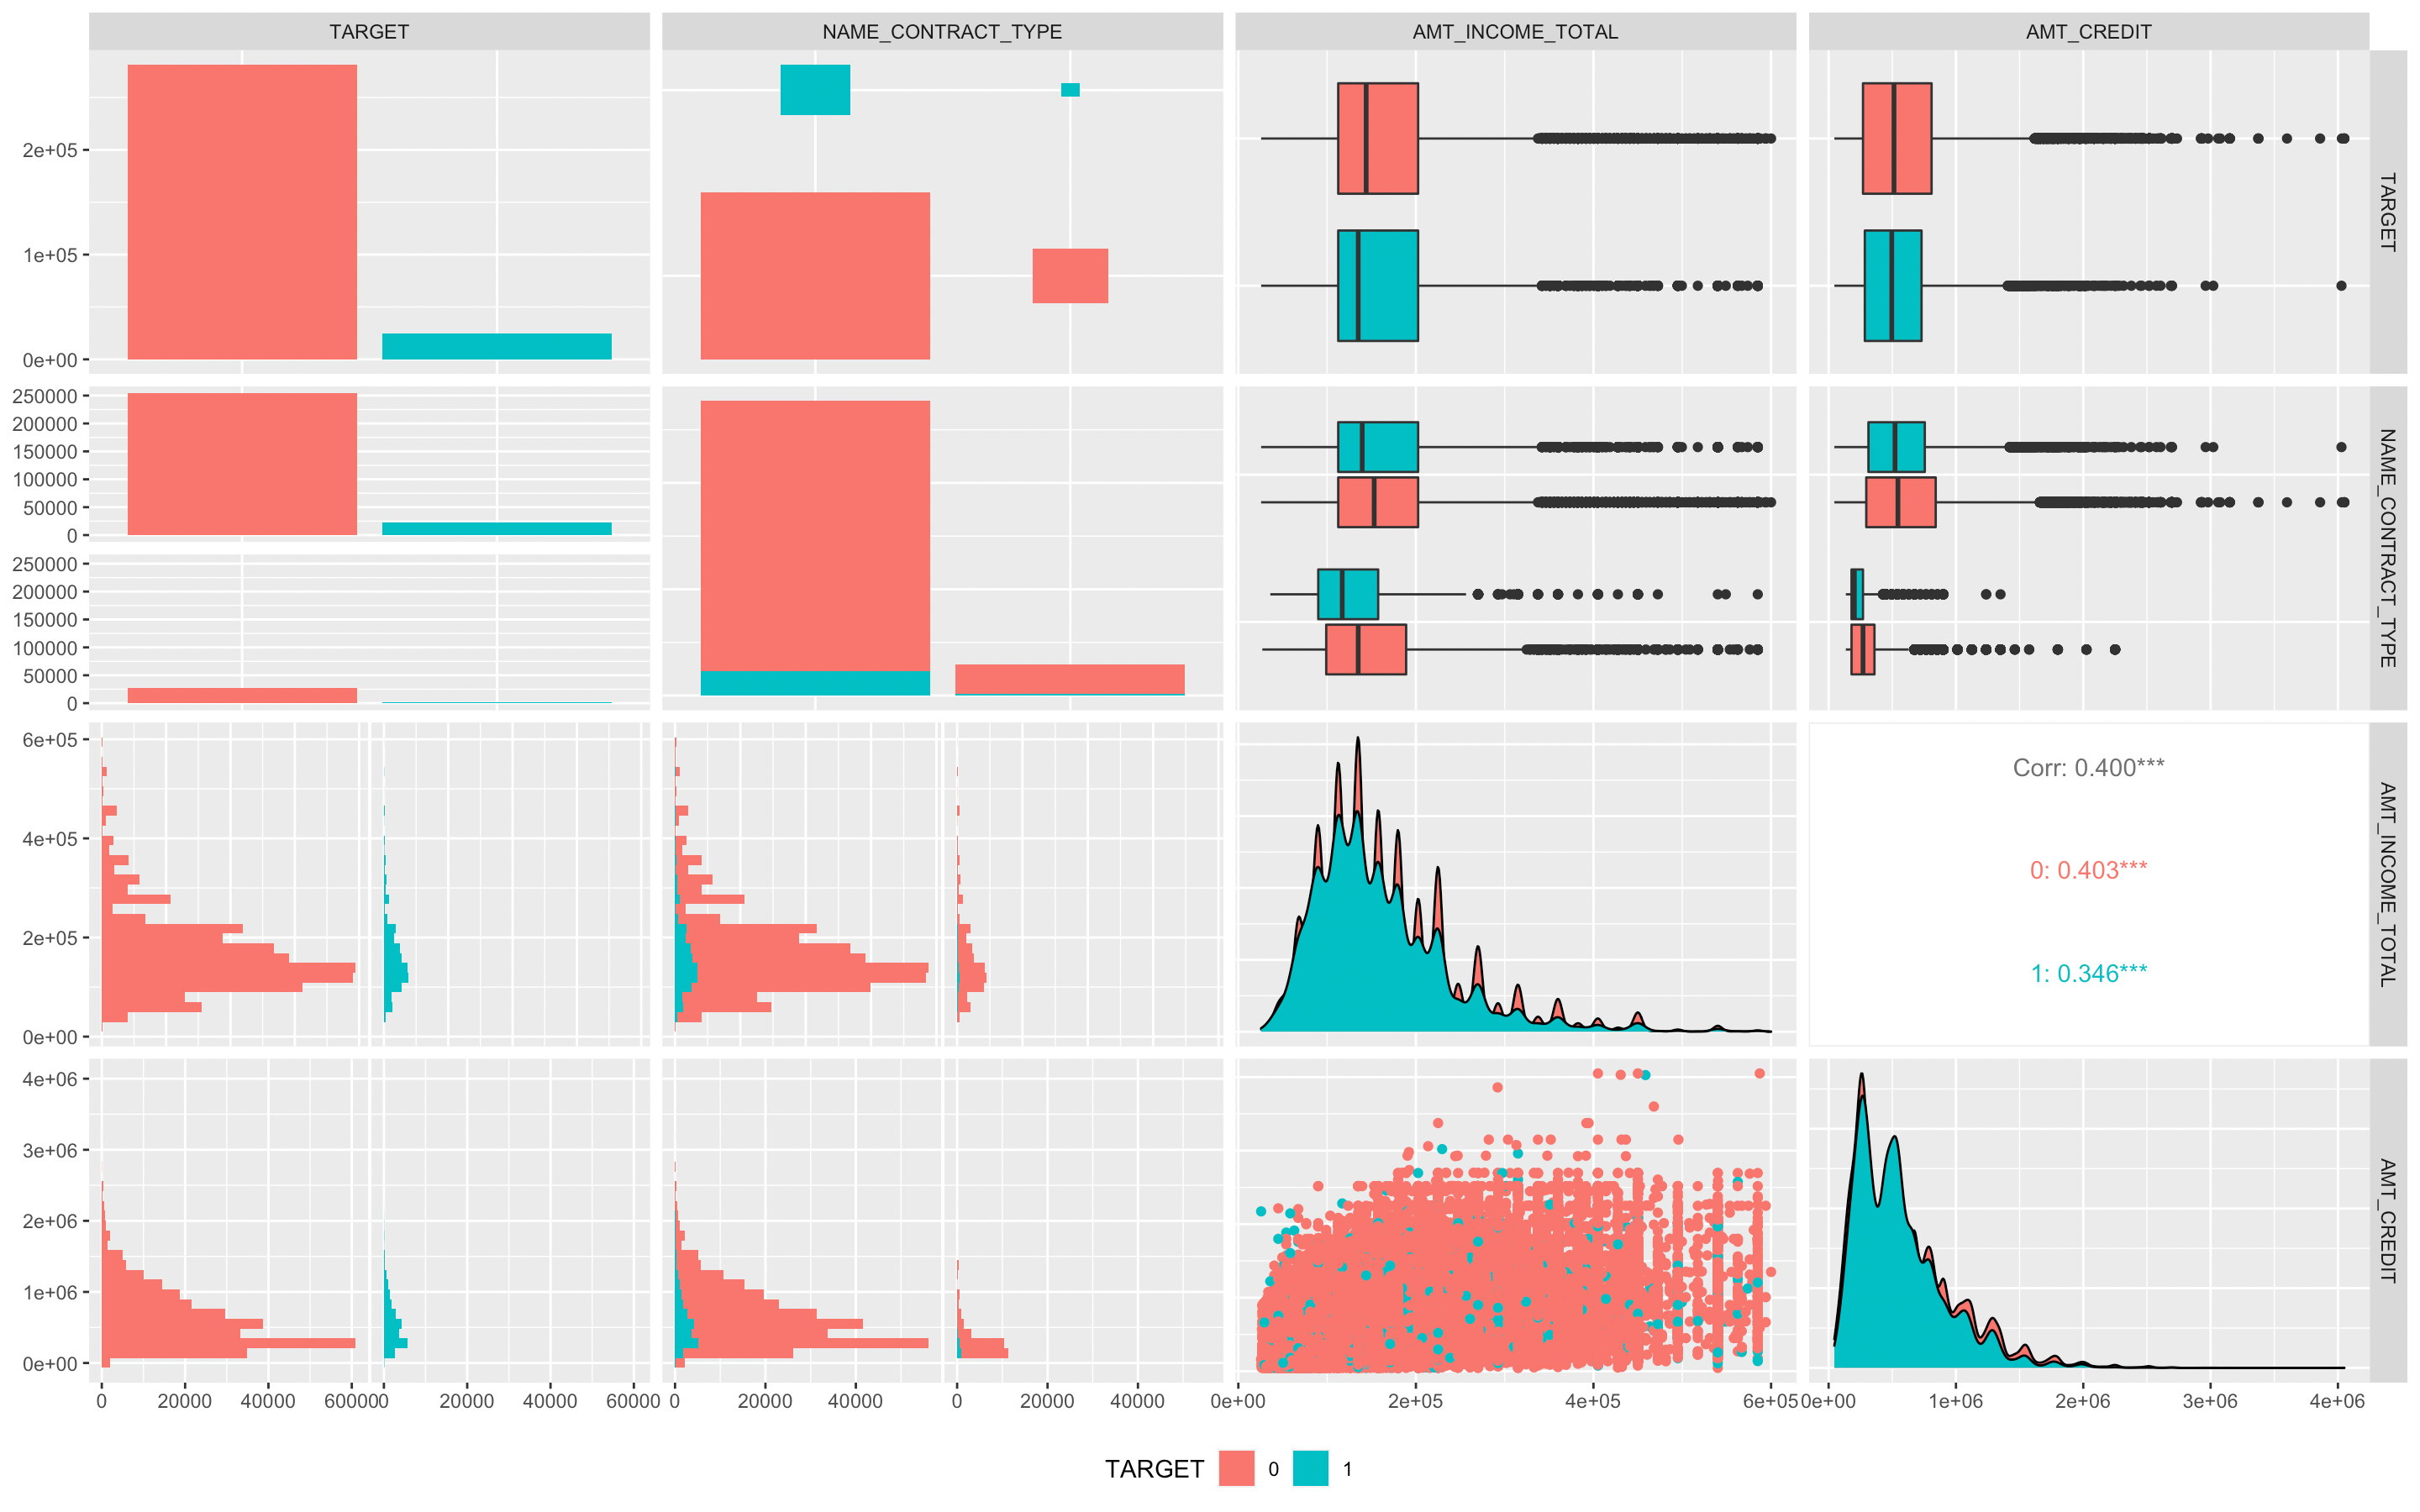 TARGET NAME_CONTRACT_TYPE AMT_INCOME_TOTAL AMT_CREDIT
2e+05
1e+05
0e+00
TARGET
250000
200000
150000
100000
50000
0
250000
200000
150000
100000
50000
0
NAME_CONTRACT_TYPE
6e+05
4e+05
2e+05
0e+00
Corr: 0.400***
0: 0.403***
1: 0.346***
AMT_INCOME_TOTAL
4e+06
3e+06
2e+06
1e+06
0e+00
AMT_CREDIT
0 20000 40000 600000 20000 40000 60000 0 20000 40000 0 20000 40000 0e+00 2e+05 4e+05 6e+05 0e+00 1e+06 2e+06 3e+06 4e+06
TARGET 0 1